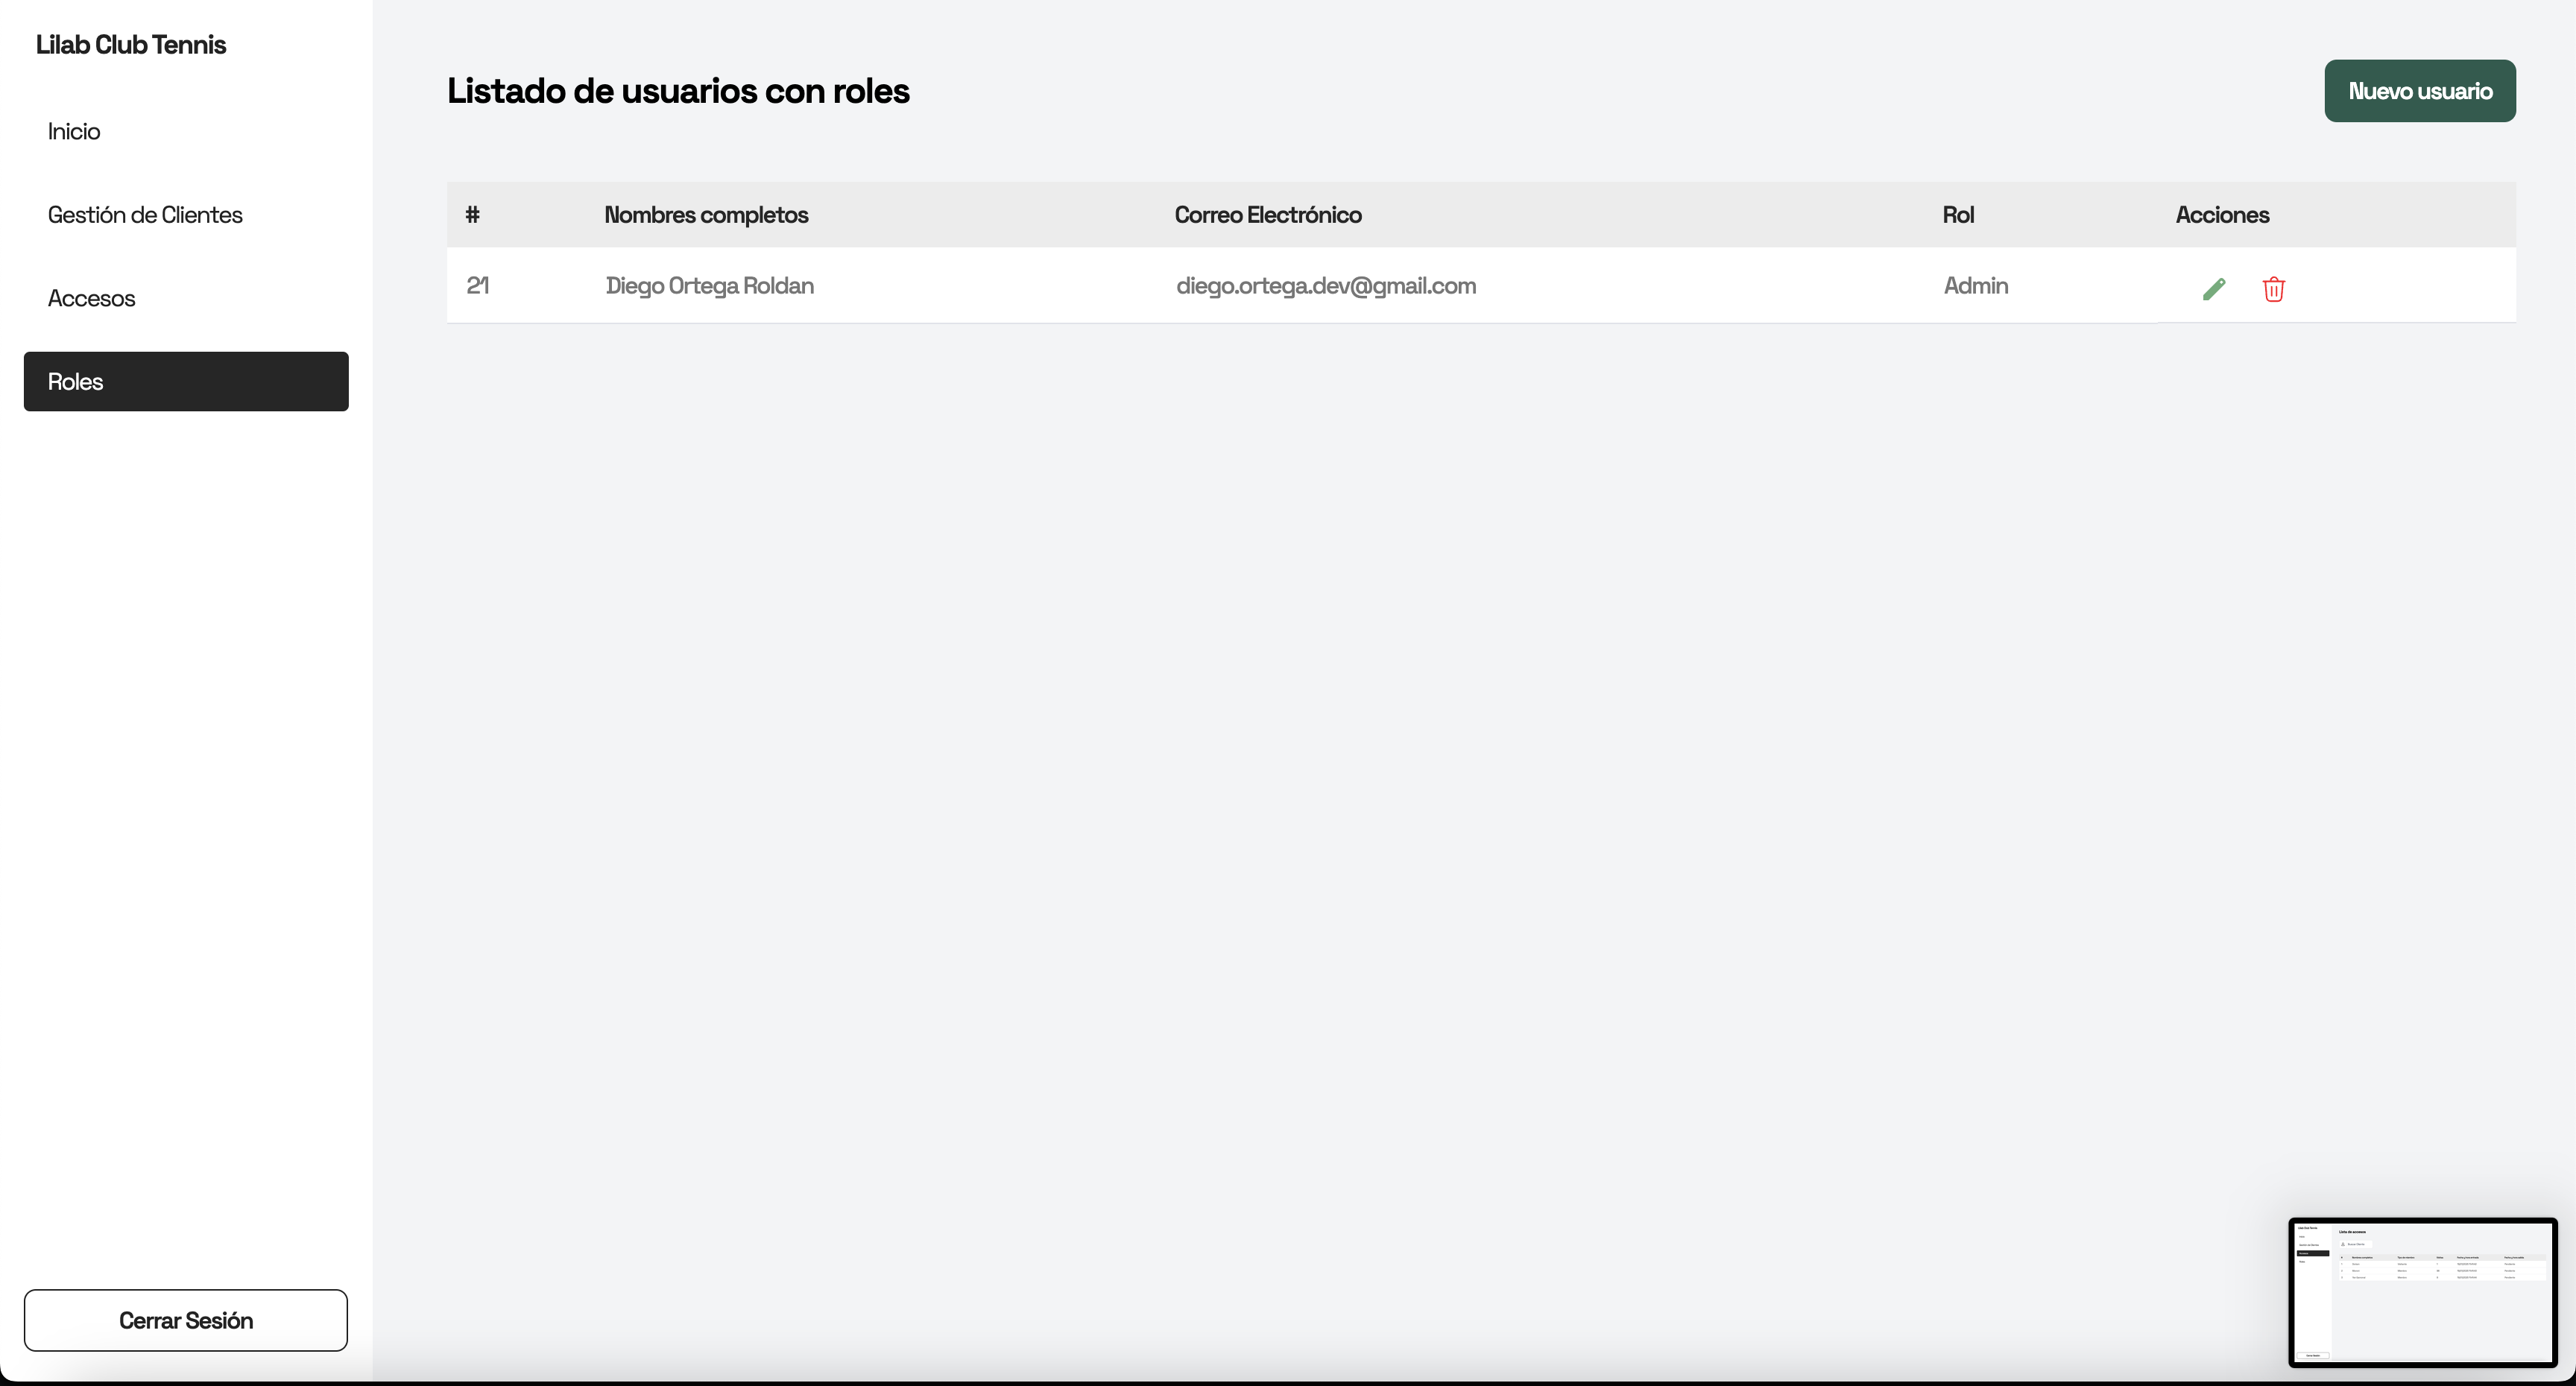 Lilab Club Tennis
Inicio
Gestión de Clientes
Accesos
Roles
Cerrar Sesión
Listado de usuarios con roles
Nuevo usuario
# Nombres completos Correo Electrónico Rol Acciones
21 Diego Ortega Roldan diego.ortega.dev@gmail.com Admin